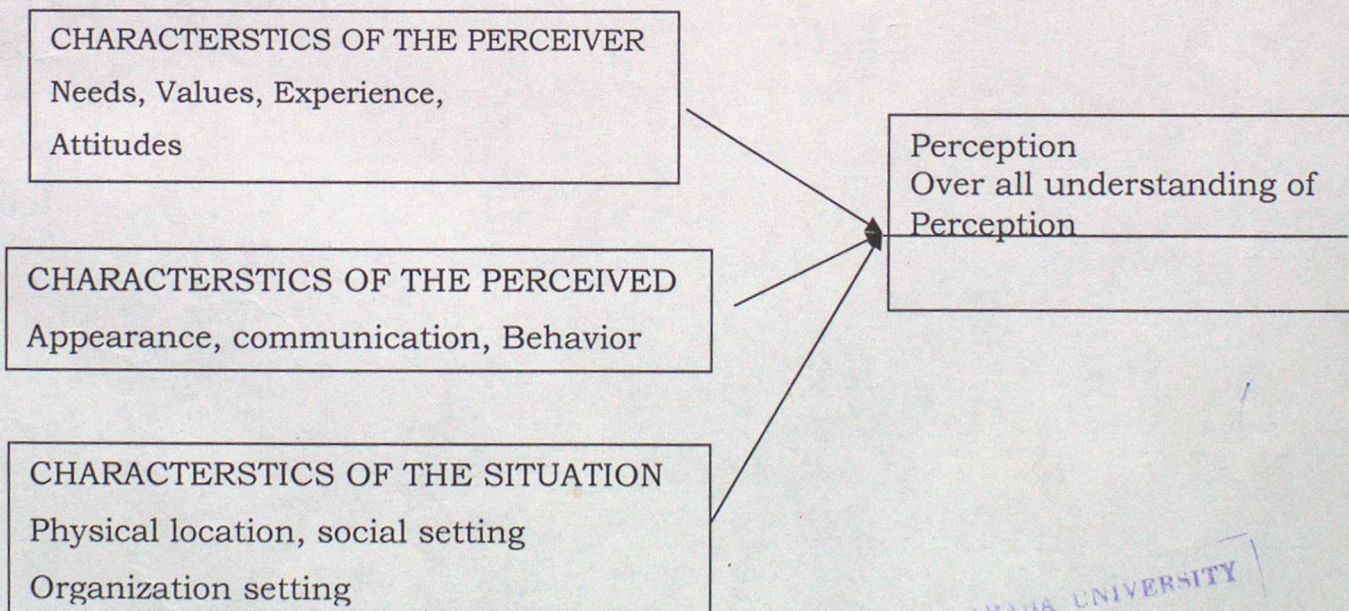 CHARACTERSTICS OF THE PERCEIVER
Needs, Values, Experience,
Attitudes
Perception
Over all understanding of
Perception
CHARACTERSTICS OF THE PERCEIVED
Appearance, communication, Behavior
CHARACTERSTICS OF THE SITUATION
Physical location, social setting
Organization setting
UNIVERSITY